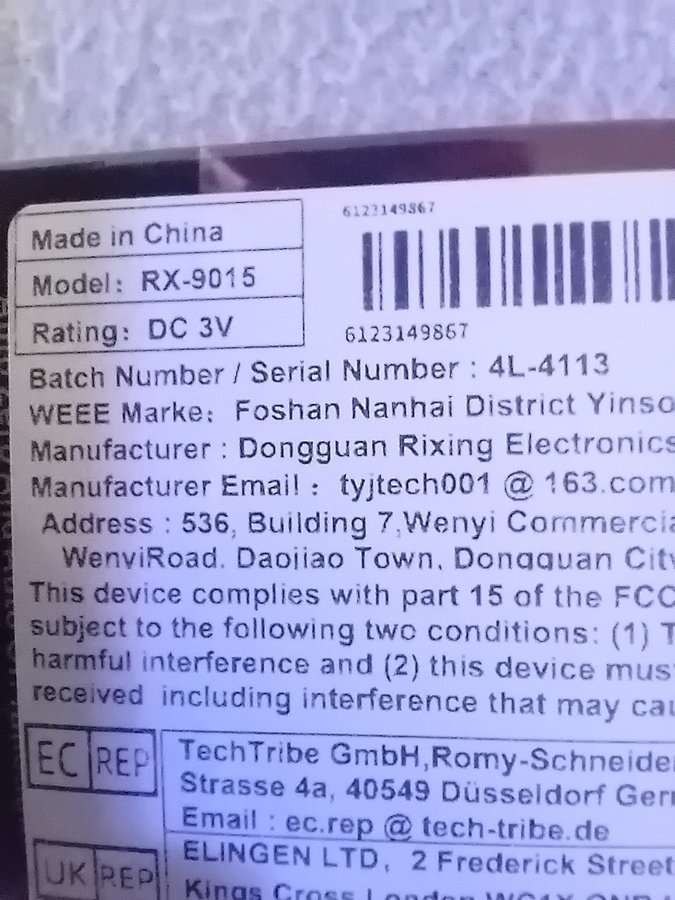 6123149867
Made in China
Model: RX-9015
Rating: DC 3V
6123149867
Batch Number / Serial Number : 4L-4113
WEEE Marke: Foshan Nanhai District Yinso
Manufacturer : Dongguan Rixing Electronics
Manufacturer Email : tyjtech001 @ 163.com
Address : 536, Building 7,Wenyi Commercia
WenyiRoad, Daojiao Town, Dongguan City
This device complies with part 15 of the FCC
subject to the following two conditions: (1) T
harmful interference and (2) this device mus
received including interference that may cau
EC REP
TechTribe GmbH,Romy-Schneider
Strasse 4a, 40549 Düsseldorf Ger
Email : ec.rep @ tech-tribe.de
UK REP
ELINGEN LTD, 2 Frederick Street
Kings Cross London